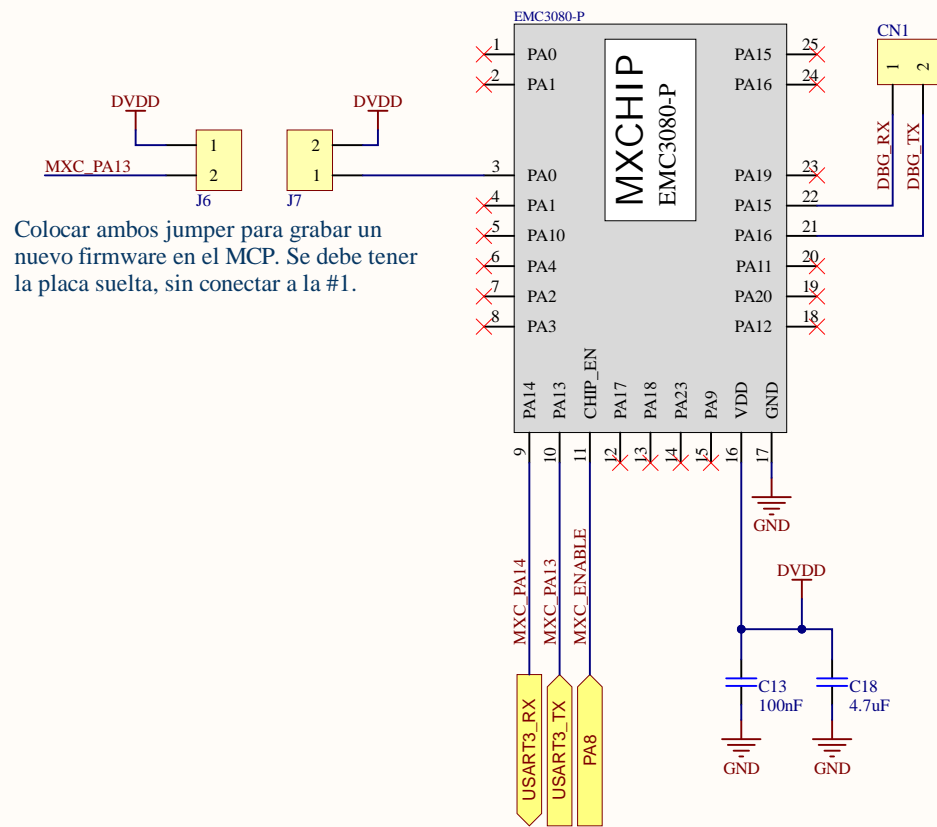 EMC3080-P
CN1
1
2
DBG_RX
DBG_TX
MXCHIP
EMC3080-P
1 PA0
2 PA1
3 PA0
4 PA1
5 PA10
6 PA4
7 PA2
8 PA3
PA15 25
PA16 24
PA19 23
PA15 22
PA16 21
PA11 20
PA20 19
PA12 18
DVDD
MXC_PA13
1
2
J6
DVDD
2
1
J7
Colocar ambos jumper para grabar un
nuevo firmware en el MCP. Se debe tener
la placa suelta, sin conectar a la #1.
PA14
PA13
CHIP_EN
PA17
PA18
PA23
PA9
VDD
GND
9
10
11
12
13
14
15
16
17
MXC_PA14
MXC_PA13
MXC_ENABLE
USART3_RX
USART3_TX
PA8
GND
DVDD
C13
100nF
C18
4.7uF
GND
GND